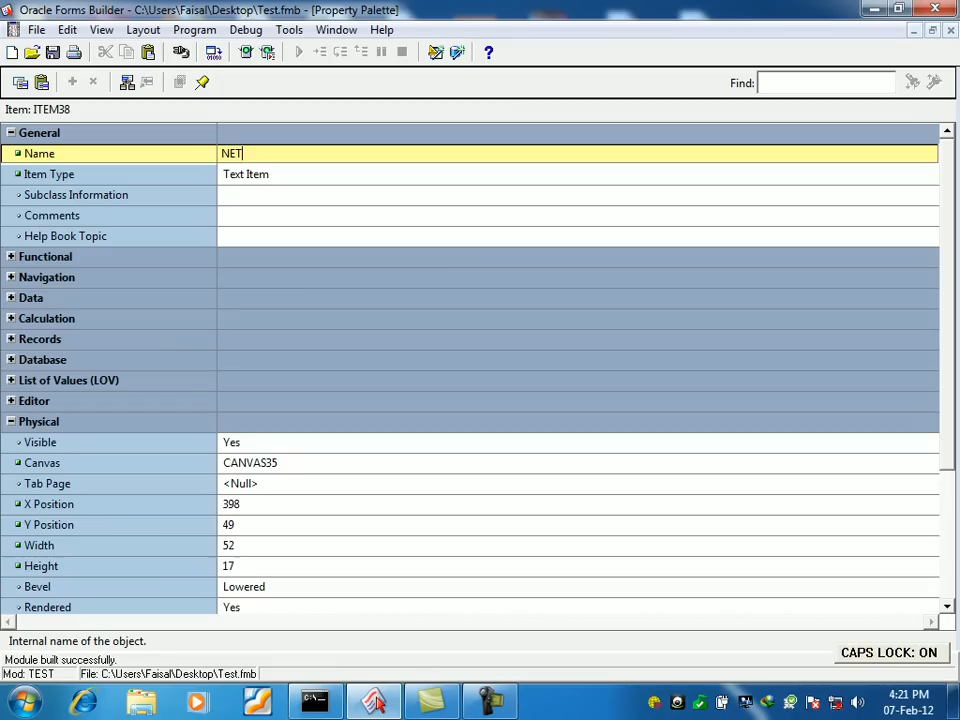 Oracle Forms Builder - C:\Users\Faisal\Desktop\Test.fmb - [Property Palette]
File Edit View Layout Program Debug Tools Window Help
Find:
Item: ITEM38
General
Name NET
Item Type Text Item
Subclass Information
Comments
Help Book Topic
Functional
Navigation
Data
Calculation
Records
Database
List of Values (LOV)
Editor
Physical
Visible Yes
Canvas CANVAS35
Tab Page <Null>
X Position 398
Y Position 49
Width 52
Height 17
Bevel Lowered
Rendered Yes
Internal name of the object.
CAPS LOCK: ON
Module built successfully.
Mod: TEST File: C:\Users\Faisal\Desktop\Test.fmb
4:21 PM
07-Feb-12